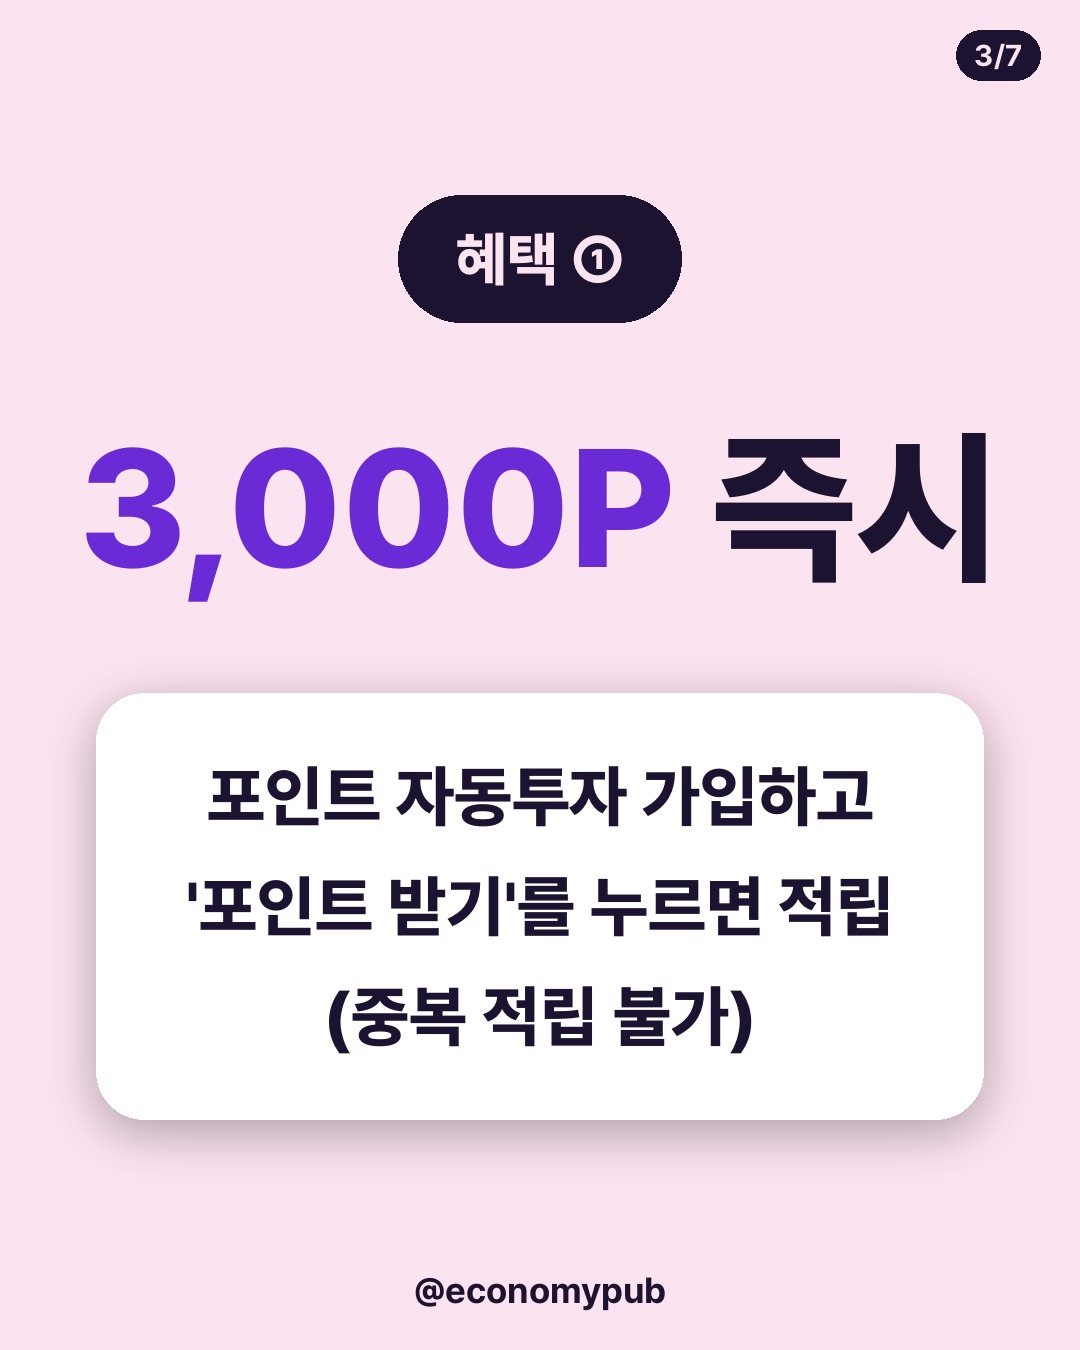 3/7
혜택 ①
3,000P 즉시
포인트 자동투자 가입하고
'포인트 받기'를 누르면 적립
(중복 적립 불가)
@economypub